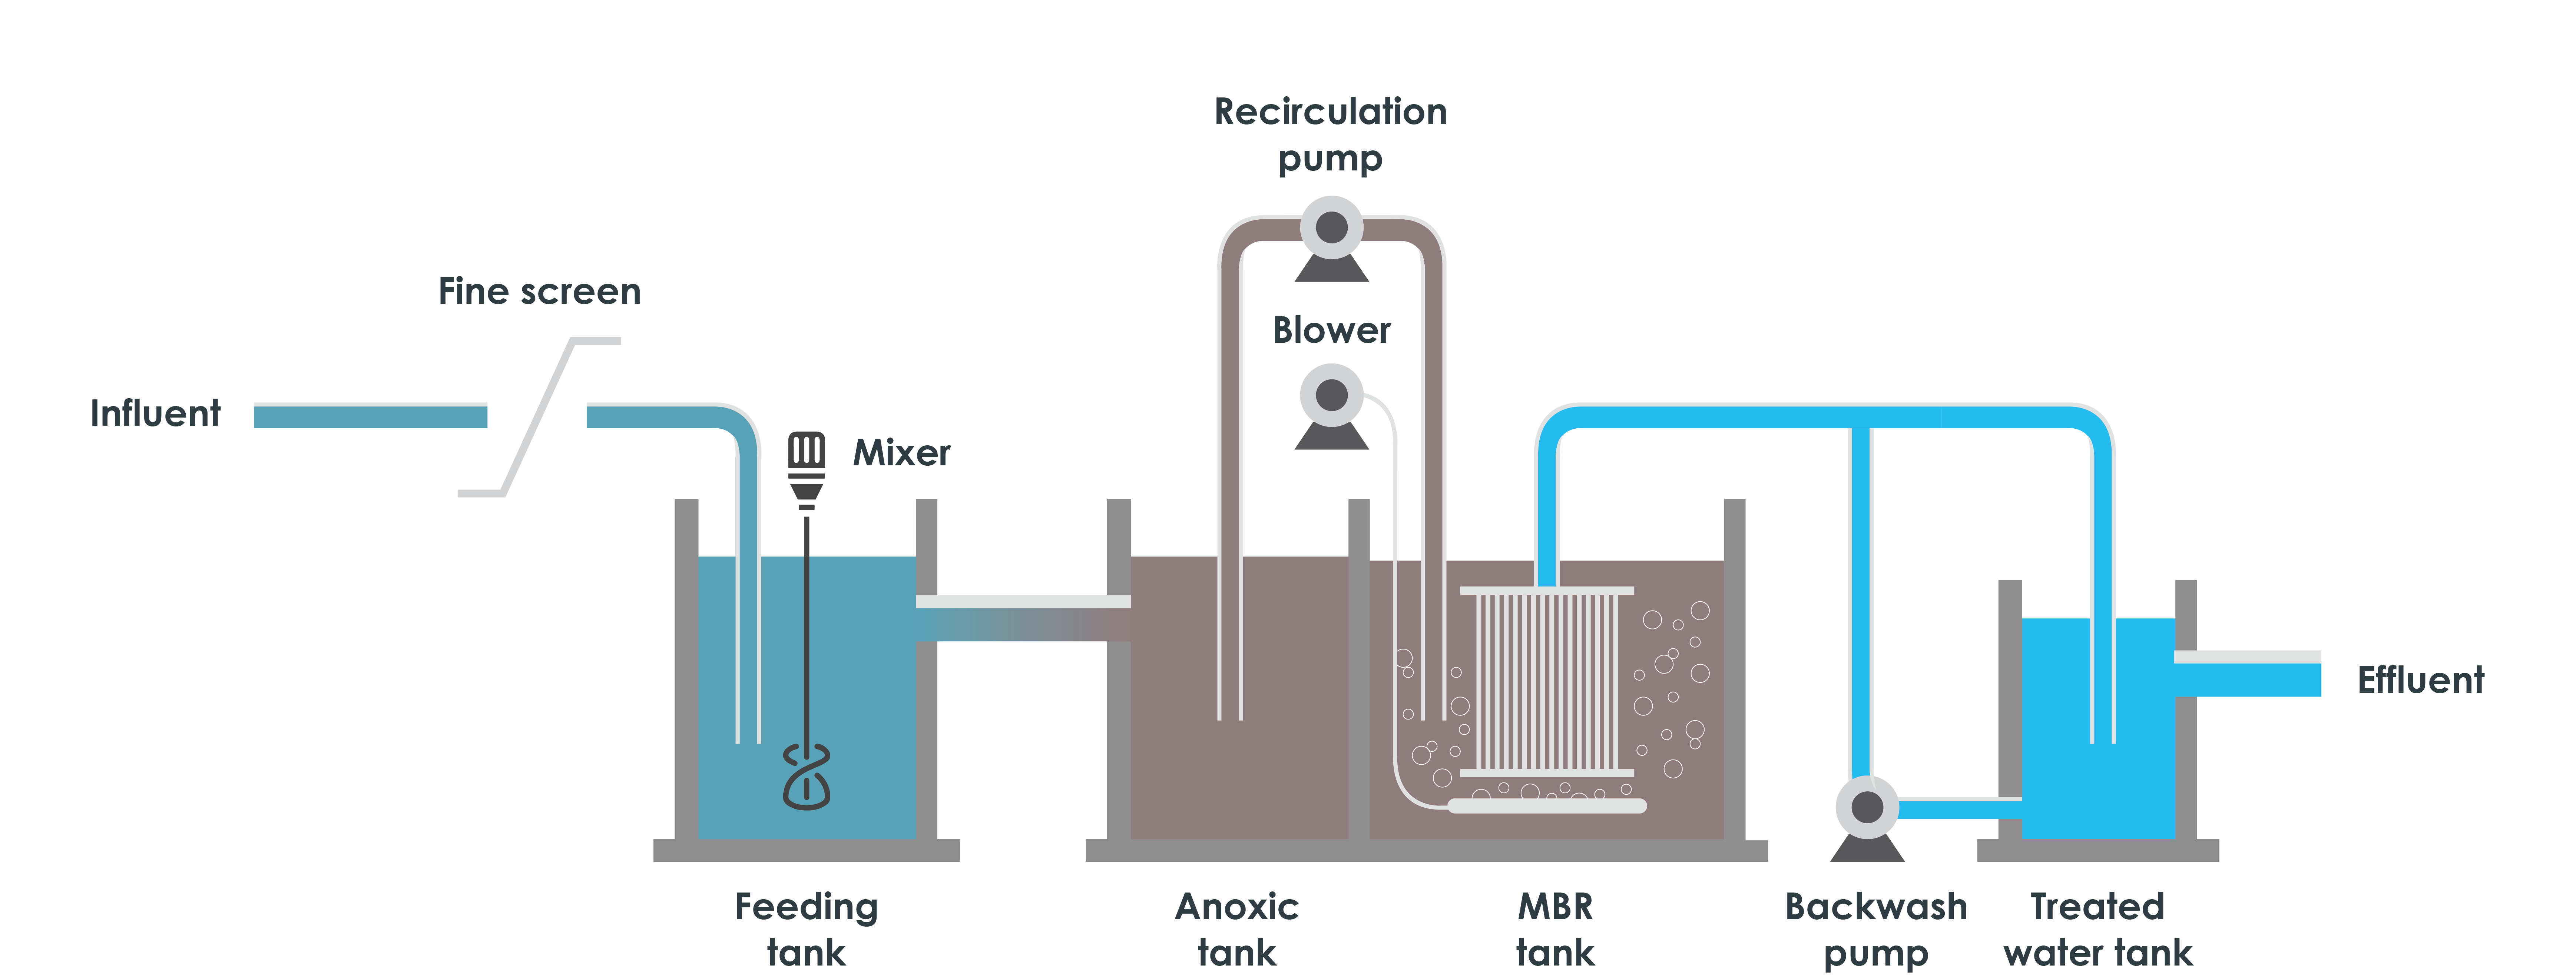 Recirculation
pump
Fine screen
Blower
Influent
Mixer
Effluent
Feeding
tank
Anoxic
tank
MBR
tank
Backwash
pump
Treated
water tank